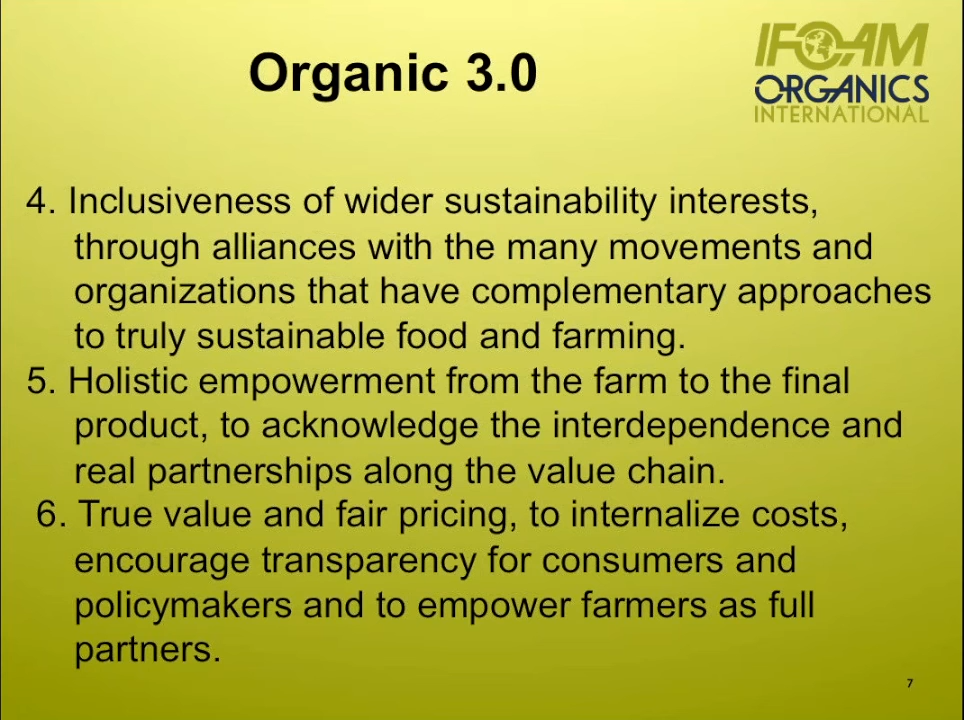 Organic 3.0
IFOAM
ORGANICS
INTERNATIONAL
4. Inclusiveness of wider sustainability interests,
through alliances with the many movements and
organizations that have complementary approaches
to truly sustainable food and farming.
5. Holistic empowerment from the farm to the final
product, to acknowledge the interdependence and
real partnerships along the value chain.
6. True value and fair pricing, to internalize costs,
encourage transparency for consumers and
policymakers and to empower farmers as full
partners.
7